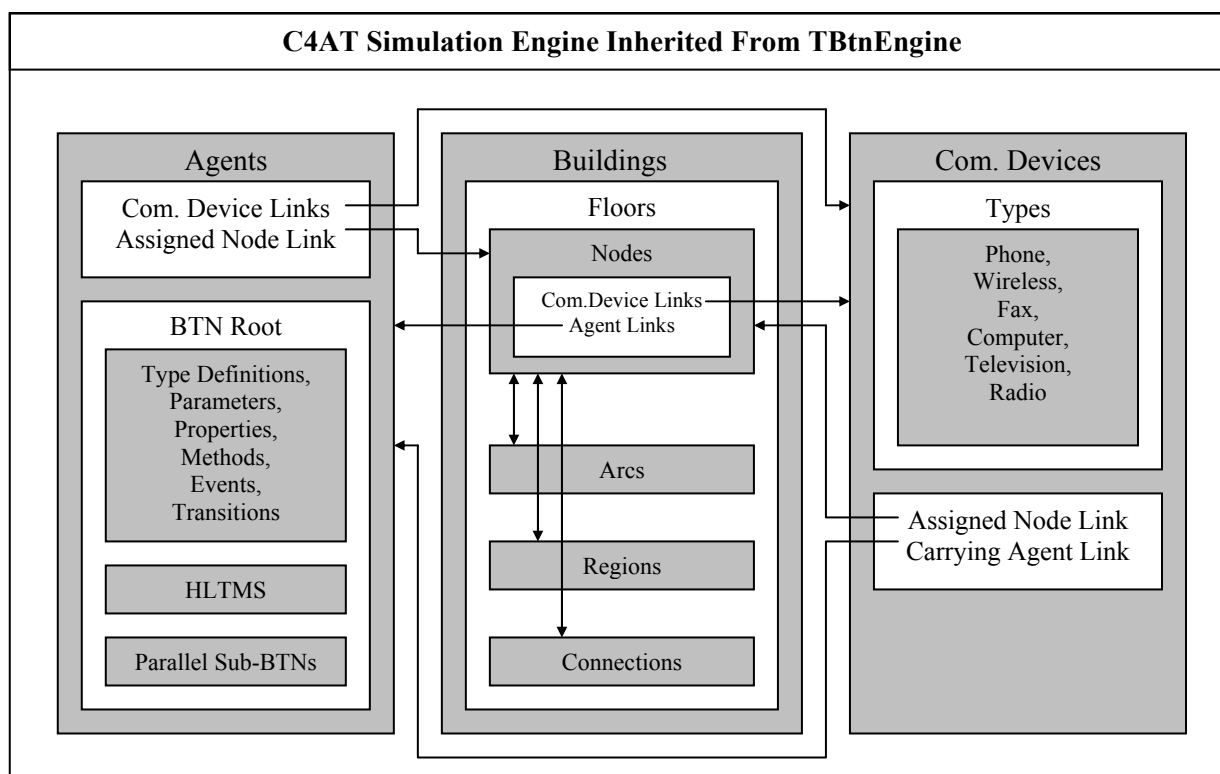 C4AT Simulation Engine Inherited From TBtnEngine
Agents
Com. Device Links
Assigned Node Link
BTN Root
Type Definitions,
Parameters,
Properties,
Methods,
Events,
Transitions
HLTMS
Parallel Sub-BTNs
Buildings
Floors
Nodes
Com.Device Links
Agent Links
Arcs
Regions
Connections
Com. Devices
Types
Phone,
Wireless,
Fax,
Computer,
Television,
Radio
Assigned Node Link
Carrying Agent Link